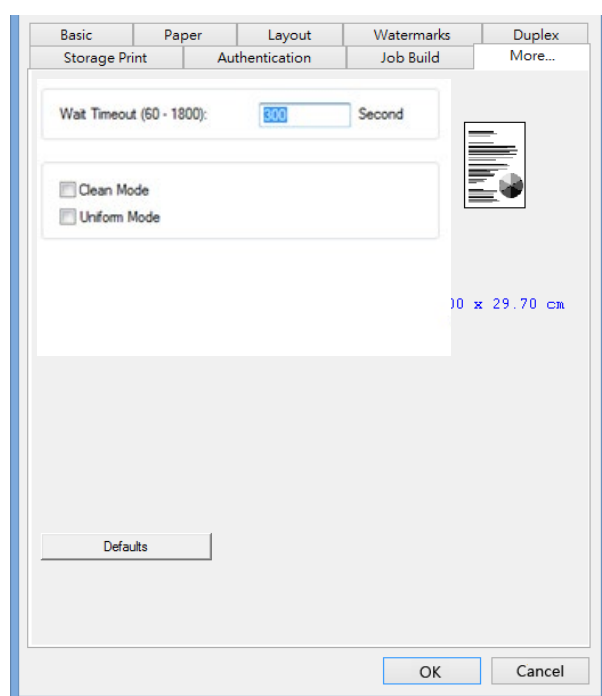 Basic Paper Layout Watermarks Duplex
Storage Print Authentication Job Build More...
Wait Timeout (60 - 1800): 300 Second
Clean Mode
Uniform Mode
00 x 29.70 cm
Defaults
OK Cancel